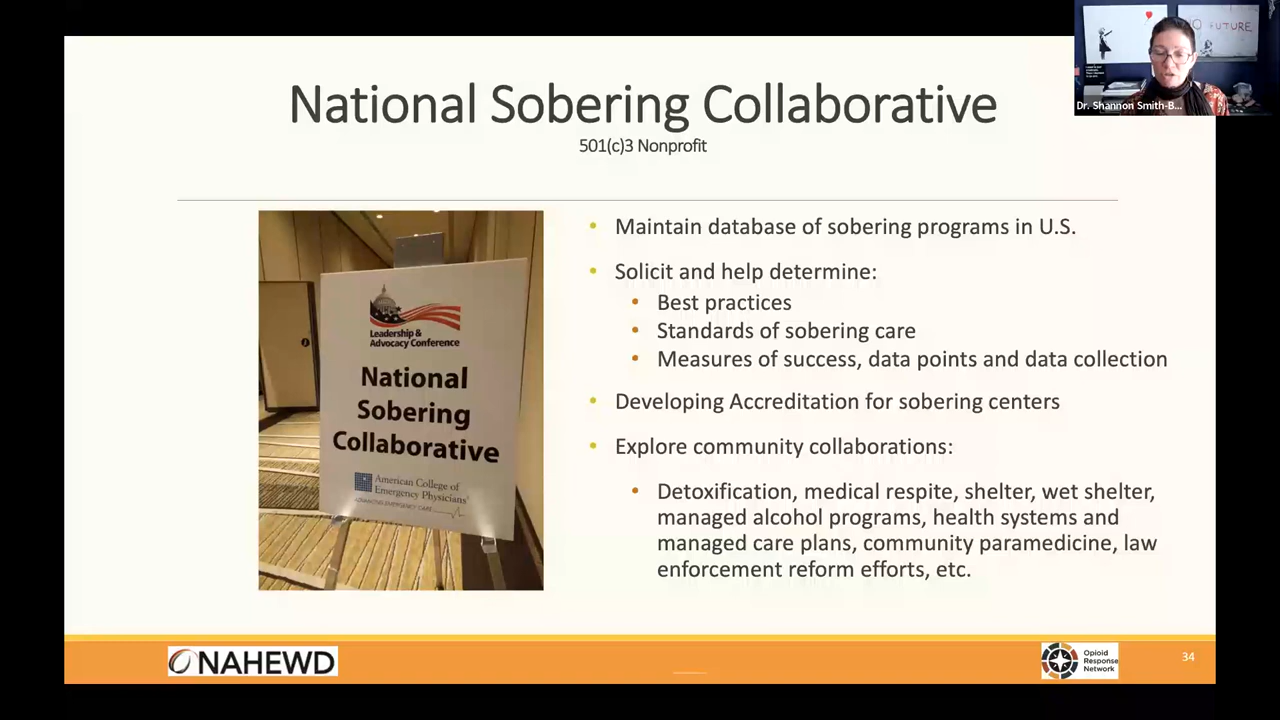 NO FUTURE
Dr. Shannon Smith-B...
National Sobering Collaborative
501(c)3 Nonprofit
Leadership &
Advocacy Conference
National
Sobering
Collaborative
American College of
Emergency Physicians®
ADVANCING EMERGENCY CARE
• Maintain database of sobering programs in U.S.
• Solicit and help determine:
• Best practices
• Standards of sobering care
• Measures of success, data points and data collection
• Developing Accreditation for sobering centers
• Explore community collaborations:
• Detoxification, medical respite, shelter, wet shelter,
managed alcohol programs, health systems and
managed care plans, community paramedicine, law
enforcement reform efforts, etc.
NAHEWD
Opioid
Response
Network
34